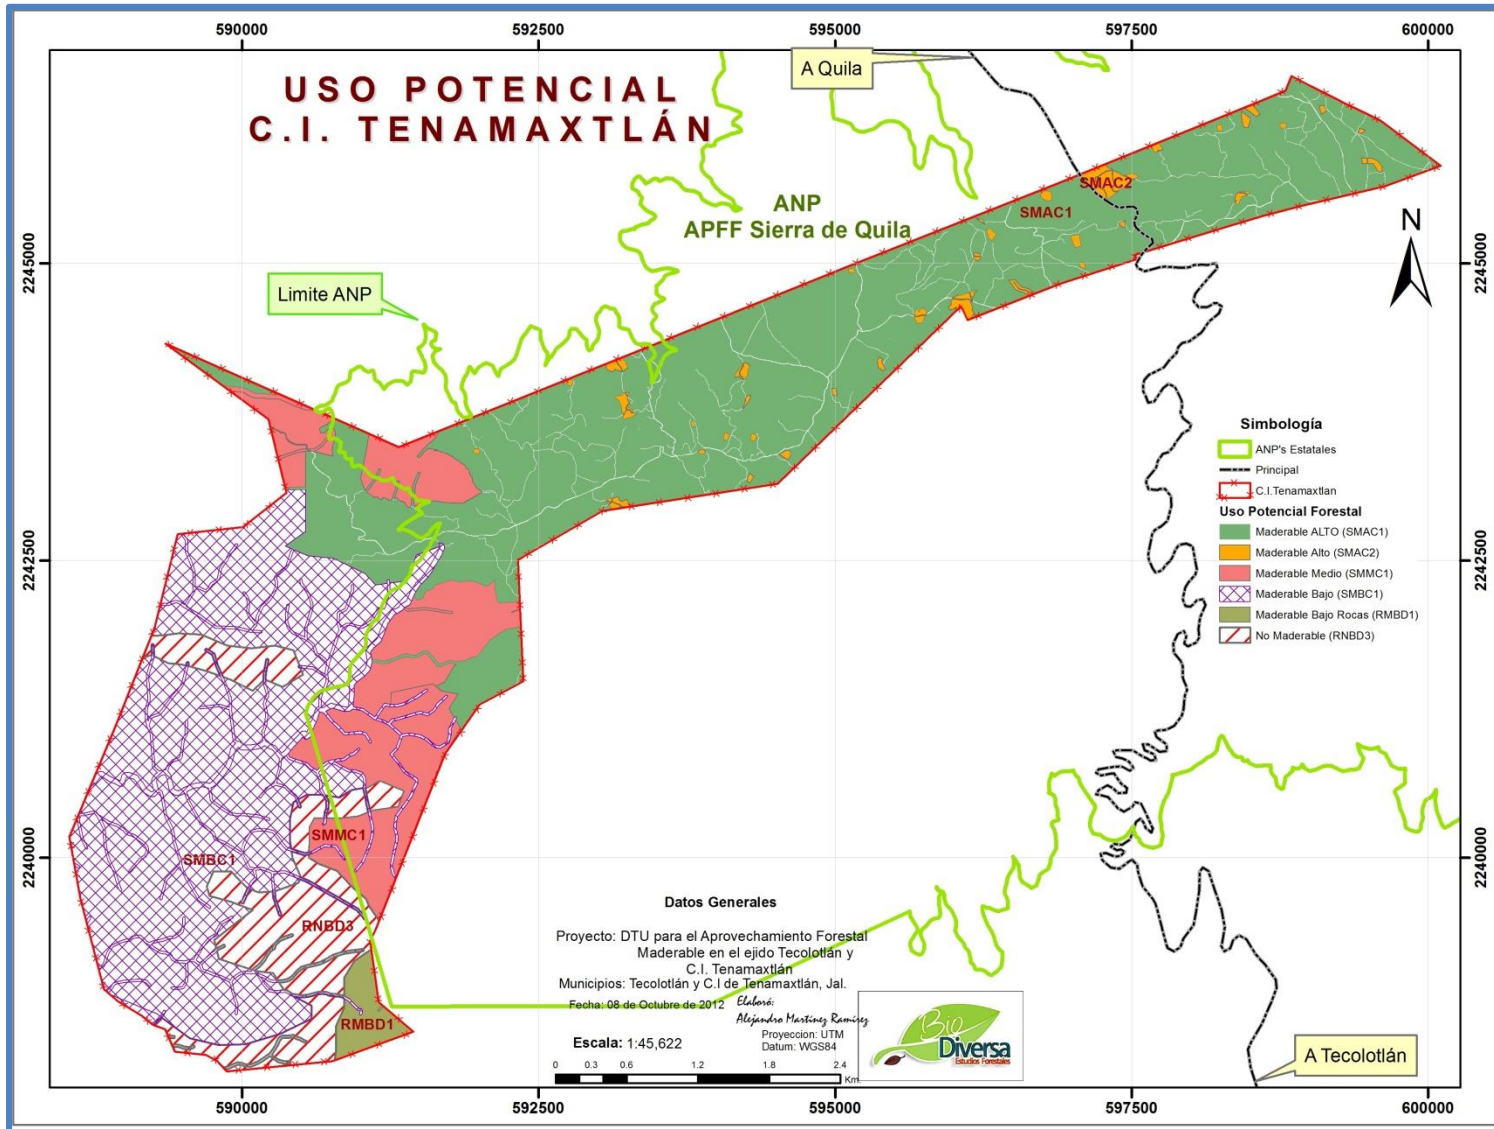 590000
592500
595000
597500
600000
USO POTENCIAL
C.I. TENAMAXTLÁN
A Quila
SMAC2
SMAC1
ANP
APFF Sierra de Quila
N
2245000
2245000
Limite ANP
Simbología
ANP's Estatales
Principal
C.I.Tenamaxtlan
Uso Potencial Forestal
Maderable ALTO (SMAC1)
Maderable Alto (SMAC2)
Maderable Medio (SMMC1)
Maderable Bajo (SMBC1)
Maderable Bajo Rocas (RMBD1)
No Maderable (RNBD3)
2242500
2242500
SMMC1
SMBC1
2240000
2240000
RNBD3
RMBD1
Datos Generales
Proyecto: DTU para el Aprovechamiento Forestal
Maderable en el ejido Tecolotlán y
C.I. Tenamaxtlán
Municipios: Tecolotlán y C.I de Tenamaxtlán, Jal.
Fecha: 08 de Octubre de 2012
Elaboró:
Alejandro Martínez Ramírez
Proyeccion: UTM
Datum: WGS84
Escala: 1:45,622
0 0.3 0.6 1.2 1.8 2.4
Km.
Bio
Diversa
Estudios Forestales
A Tecolotlán
590000
592500
595000
597500
600000